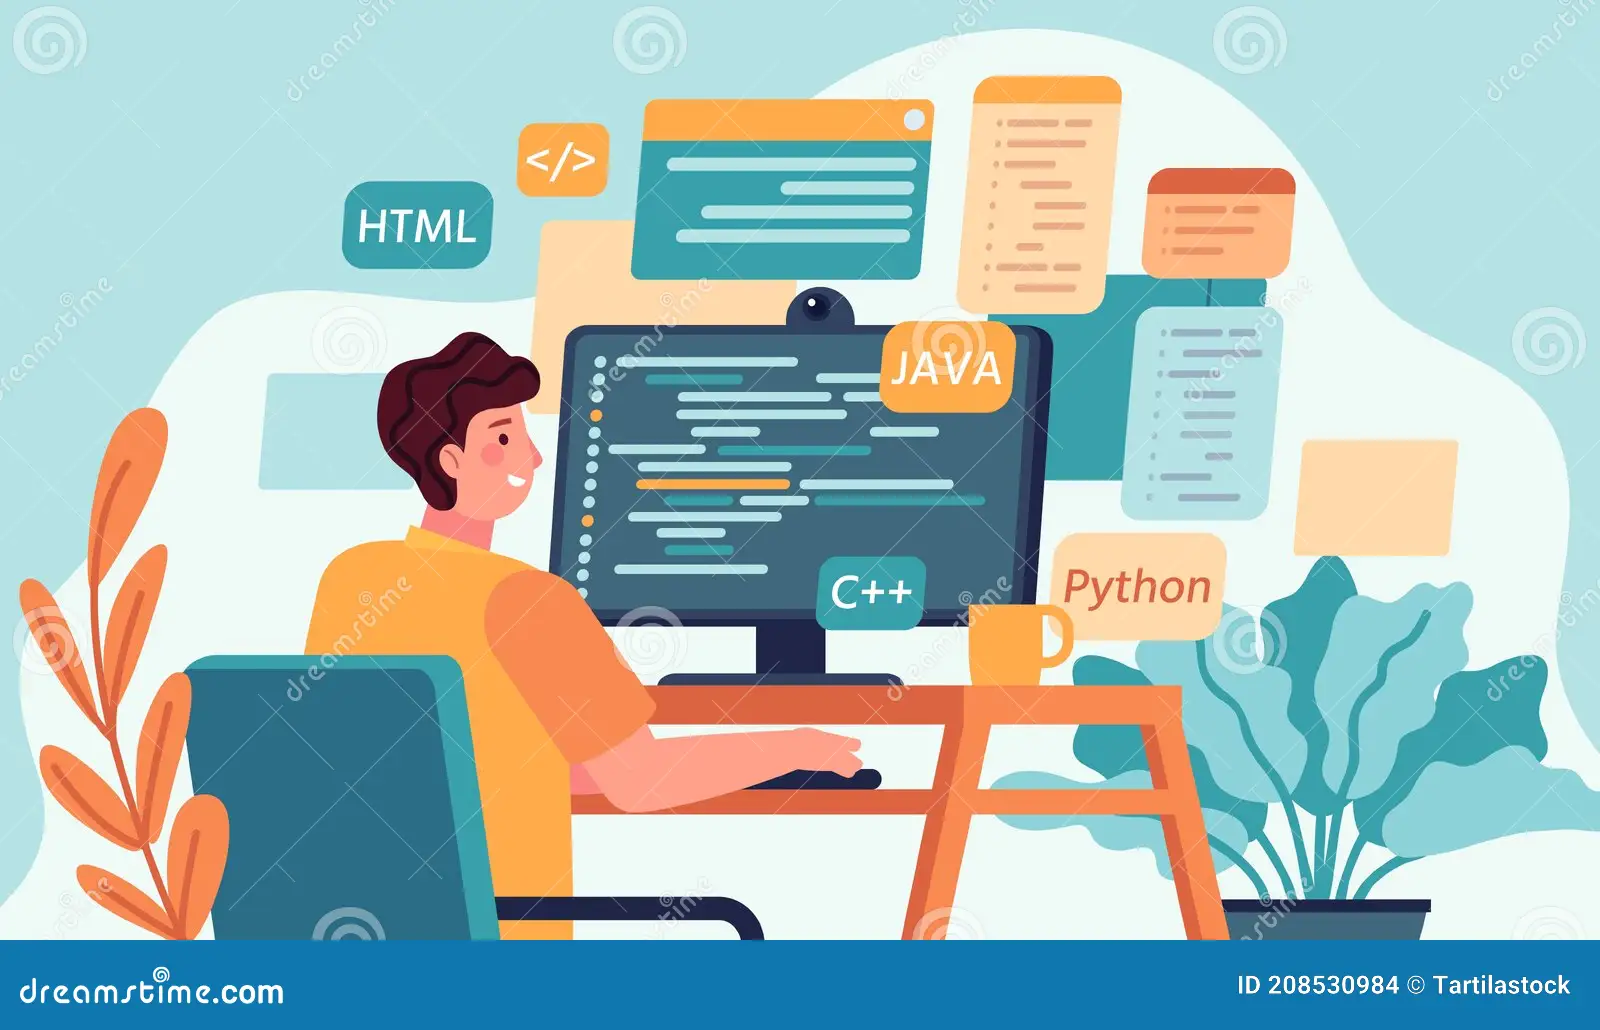 </>
HTML
JAVA
C++
Python
dreamstime.com
ID 208530984 © Tartilastock